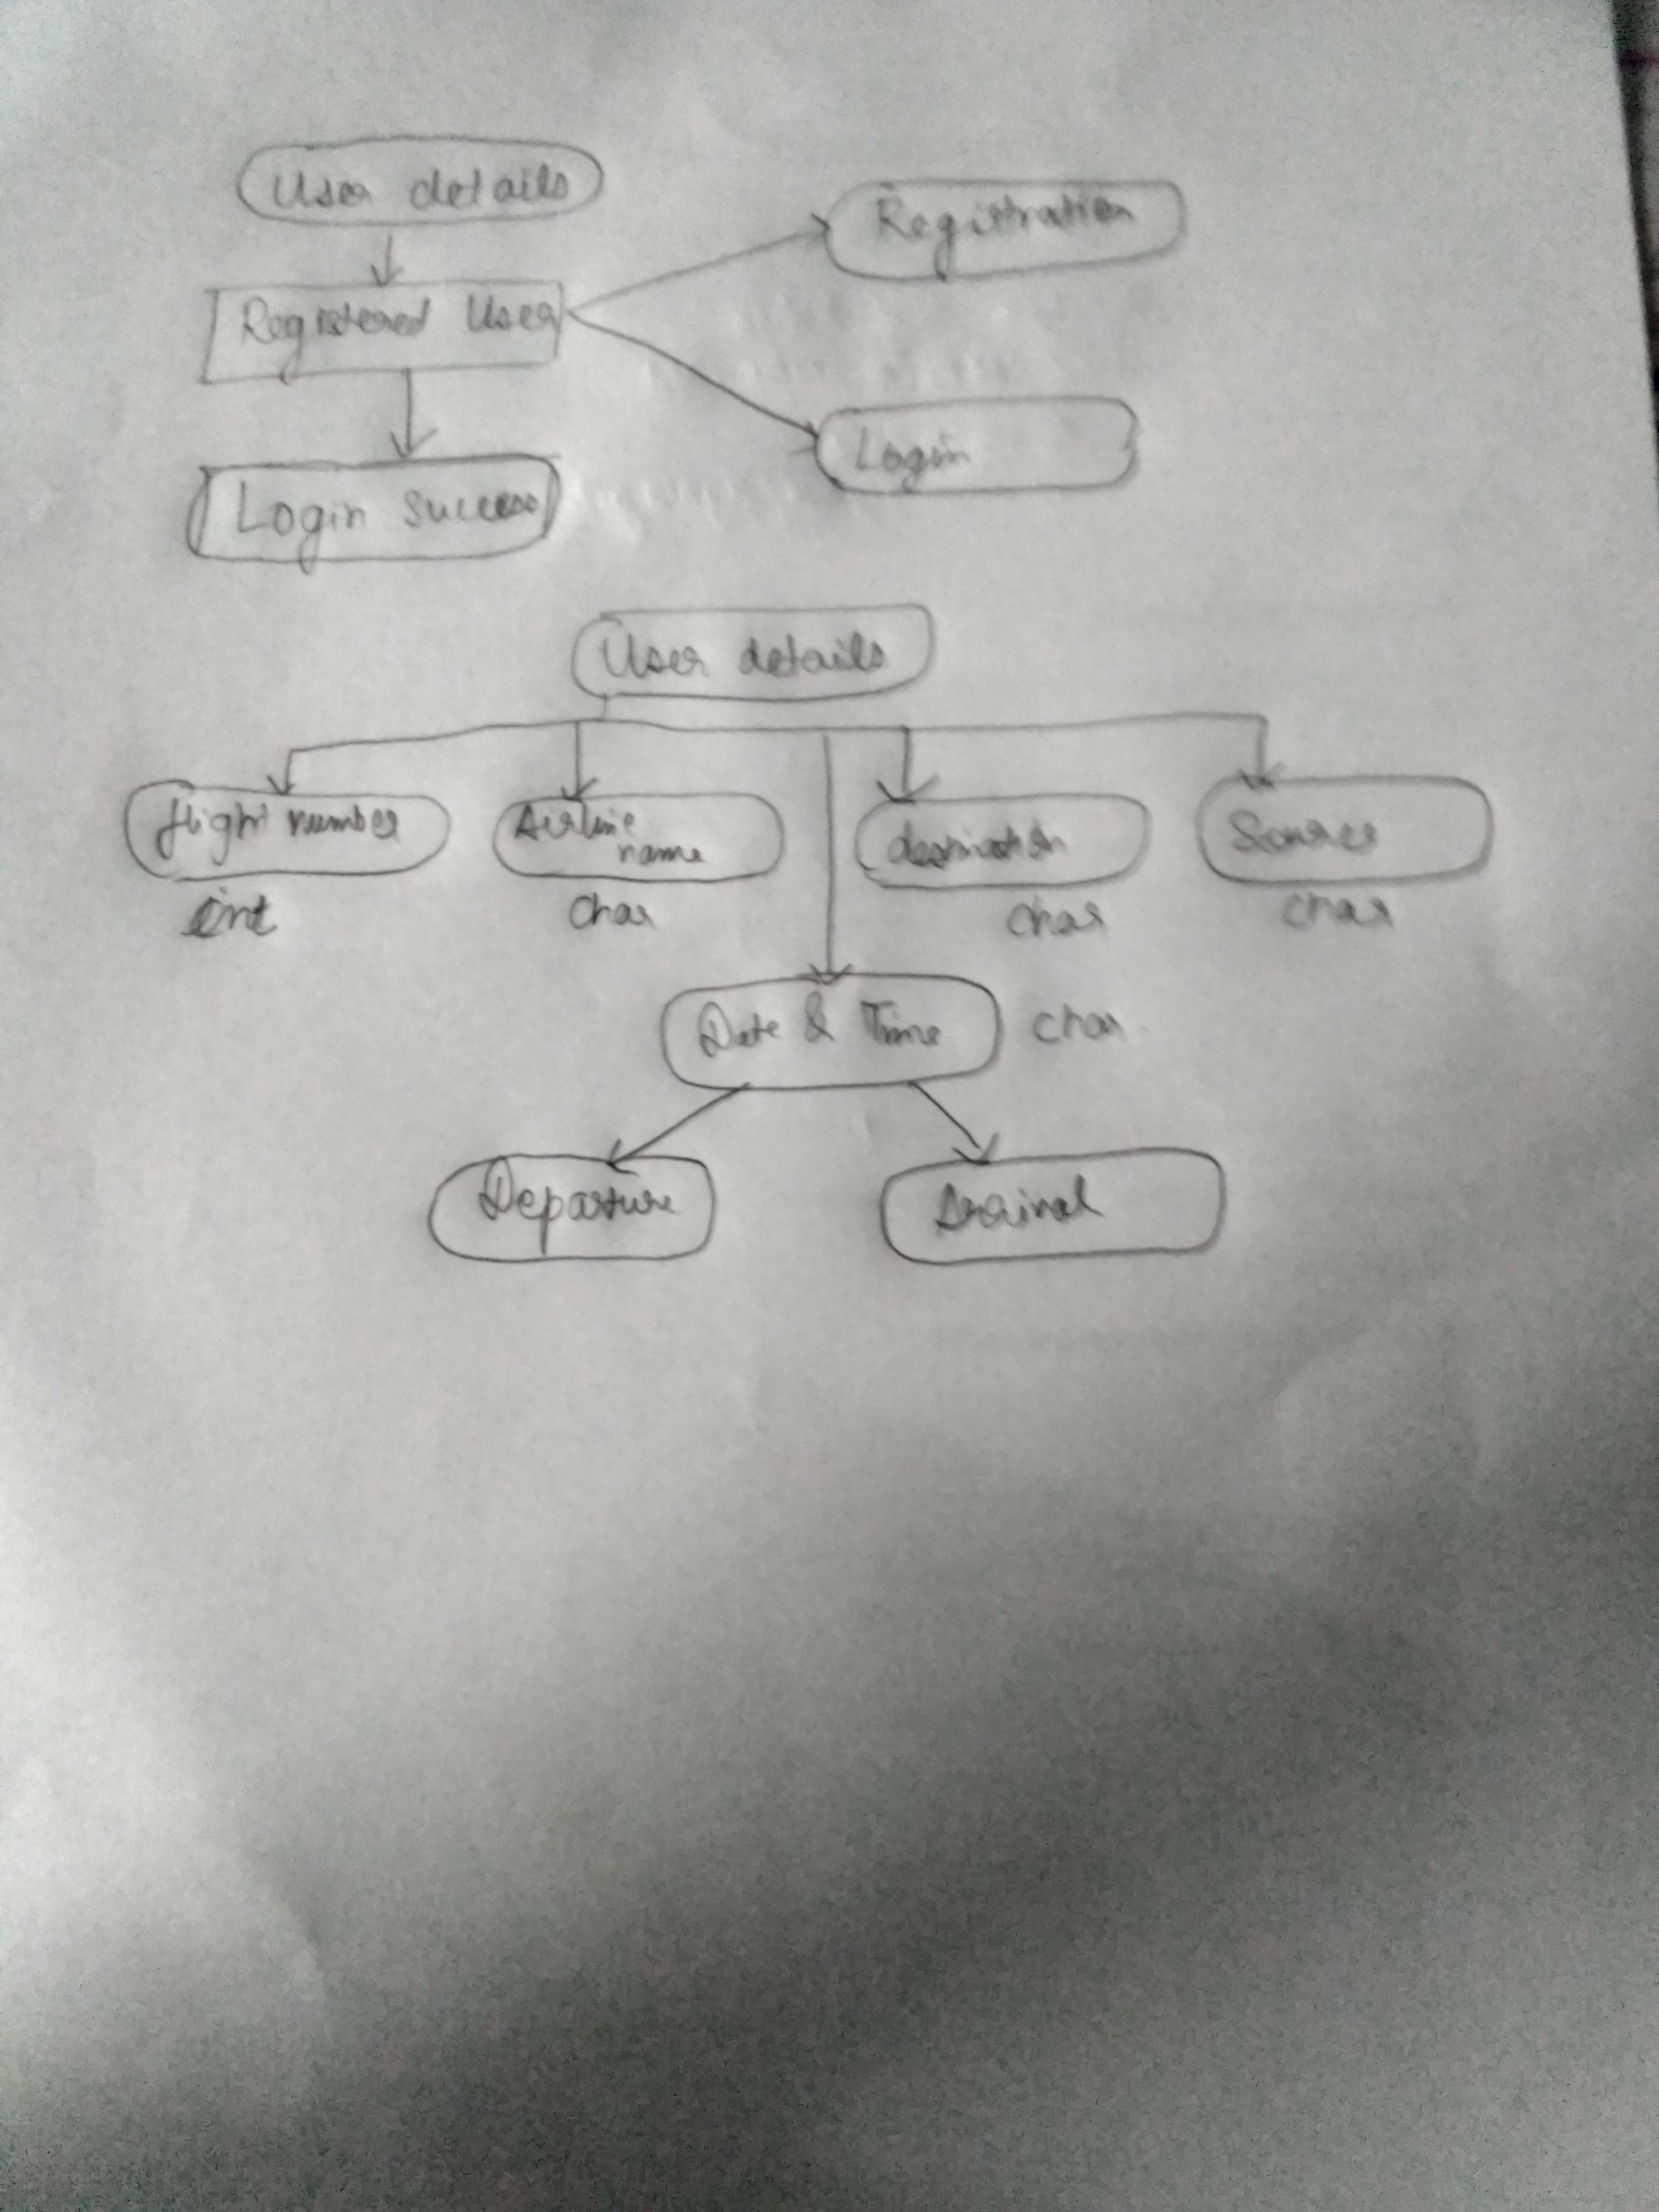 User details
Registration
Registered User
Login
Login success
User details
flight number
Airline
name
destination
Source
int
char
char
char
Date & Time
char
Departure
Arrival